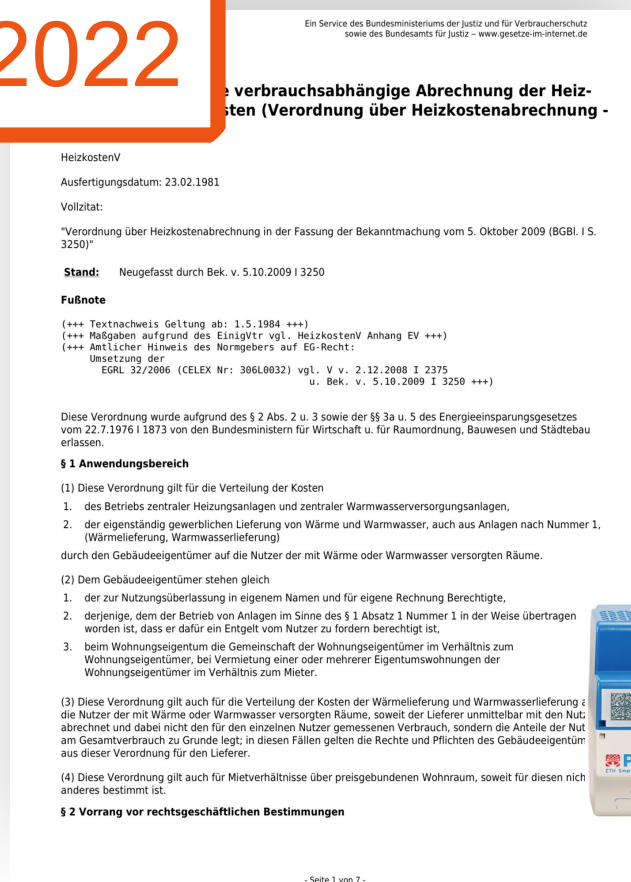 2022
Ein Service des Bundesministeriums der Justiz und für Verbraucherschutz
sowie des Bundesamts für Justiz – www.gesetze-im-internet.de
verbrauchsabhängige Abrechnung der Heiz-
sten (Verordnung über Heizkostenabrechnung -
HeizkostenV
Ausfertigungsdatum: 23.02.1981
Vollzitat:
"Verordnung über Heizkostenabrechnung in der Fassung der Bekanntmachung vom 5. Oktober 2009 (BGBl. I S.
3250)"
Stand: Neugefasst durch Bek. v. 5.10.2009 I 3250
Fußnote
(+++ Textnachweis Geltung ab: 1.5.1984 +++)
(+++ Maßgaben aufgrund des EinigVtr vgl. HeizkostenV Anhang EV +++)
(+++ Amtlicher Hinweis des Normgebers auf EG-Recht:
Umsetzung der
EGRL 32/2006 (CELEX Nr: 306L0032) vgl. V v. 2.12.2008 I 2375
u. Bek. v. 5.10.2009 I 3250 +++)
Diese Verordnung wurde aufgrund des § 2 Abs. 2 u. 3 sowie der §§ 3a u. 5 des Energieeinsparungsgesetzes
vom 22.7.1976 I 1873 von den Bundesministern für Wirtschaft u. für Raumordnung, Bauwesen und Städtebau
erlassen.
§ 1 Anwendungsbereich
(1) Diese Verordnung gilt für die Verteilung der Kosten
1. des Betriebs zentraler Heizungsanlagen und zentraler Warmwasserversorgungsanlagen,
2. der eigenständig gewerblichen Lieferung von Wärme und Warmwasser, auch aus Anlagen nach Nummer 1,
(Wärmelieferung, Warmwasserlieferung)
durch den Gebäudeeigentümer auf die Nutzer der mit Wärme oder Warmwasser versorgten Räume.
(2) Dem Gebäudeeigentümer stehen gleich
1. der zur Nutzungsüberlassung in eigenem Namen und für eigene Rechnung Berechtigte,
2. derjenige, dem der Betrieb von Anlagen im Sinne des § 1 Absatz 1 Nummer 1 in der Weise übertragen
worden ist, dass er dafür ein Entgelt vom Nutzer zu fordern berechtigt ist,
3. beim Wohnungseigentum die Gemeinschaft der Wohnungseigentümer im Verhältnis zum
Wohnungseigentümer, bei Vermietung einer oder mehrerer Eigentumswohnungen der
Wohnungseigentümer im Verhältnis zum Mieter.
(3) Diese Verordnung gilt auch für die Verteilung der Kosten der Wärmelieferung und Warmwasserlieferung a
die Nutzer der mit Wärme oder Warmwasser versorgten Räume, soweit der Lieferer unmittelbar mit den Nutz
abrechnet und dabei nicht den für den einzelnen Nutzer gemessenen Verbrauch, sondern die Anteile der Nut
am Gesamtverbrauch zu Grunde legt; in diesen Fällen gelten die Rechte und Pflichten des Gebäudeeigentüm
aus dieser Verordnung für den Lieferer.
(4) Diese Verordnung gilt auch für Mietverhältnisse über preisgebundenen Wohnraum, soweit für diesen nich
anderes bestimmt ist.
§ 2 Vorrang vor rechtsgeschäftlichen Bestimmungen
- Seite 1 von 7 -